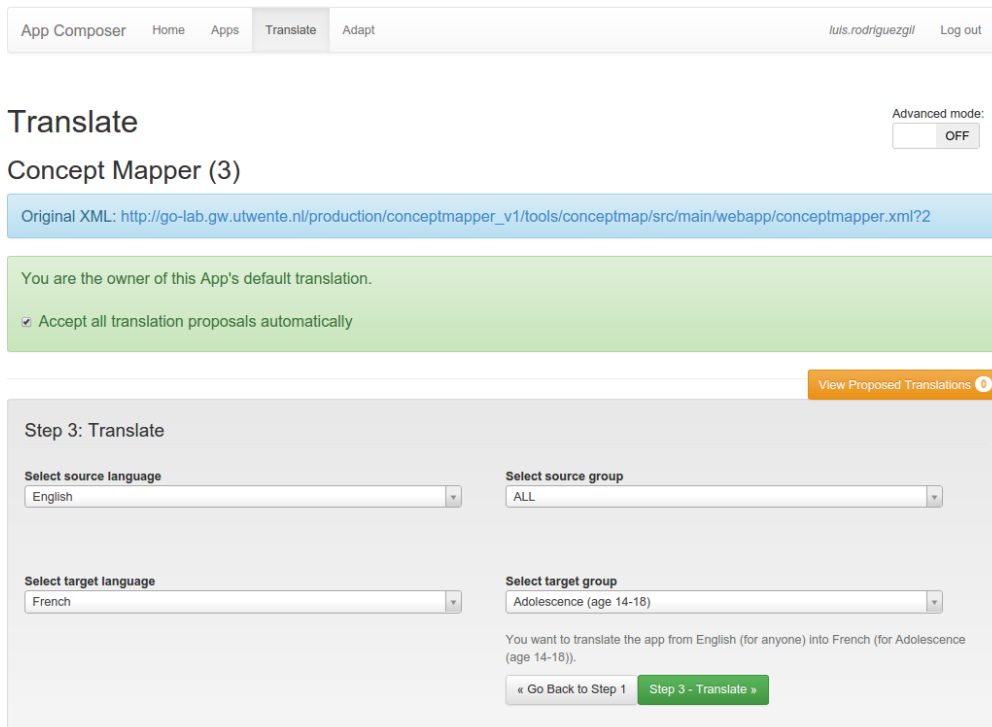 App Composer Home Apps Translate Adapt luis.rodriguezgil Log out
Translate
Advanced mode:
OFF
Concept Mapper (3)
Original XML: http://go-lab.gw.utwente.nl/production/conceptmapper_v1/tools/conceptmap/src/main/webapp/conceptmapper.xml?2
You are the owner of this App's default translation.
Accept all translation proposals automatically
View Proposed Translations 0
Step 3: Translate
Select source language Select source group
English ALL
Select target language Select target group
French Adolescence (age 14-18)
You want to translate the app from English (for anyone) into French (for Adolescence
(age 14-18)).
« Go Back to Step 1 Step 3 - Translate »